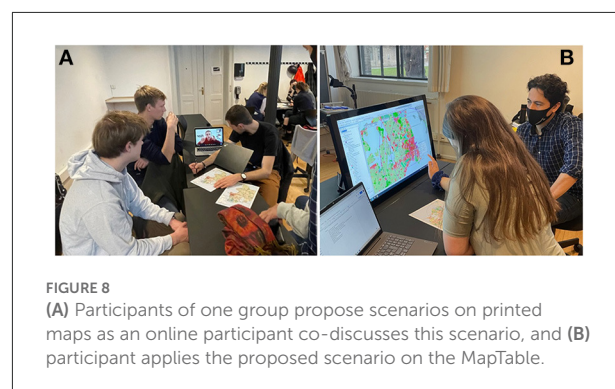 A
B
FIGURE 8
(A) Participants of one group propose scenarios on printed
maps as an online participant co-discusses this scenario, and (B)
participant applies the proposed scenario on the MapTable.